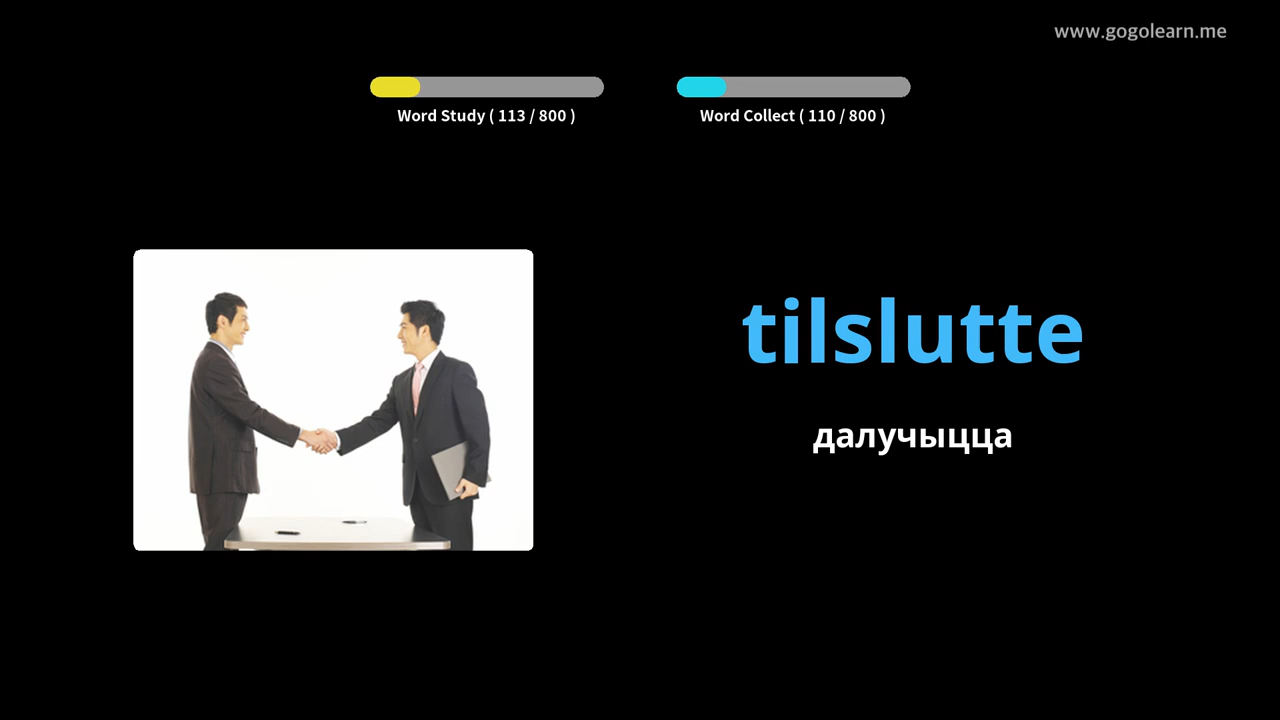 www.gogolearn.me
Word Study ( 113 / 800 )
Word Collect ( 110 / 800 )
tilslutte
далучыцца